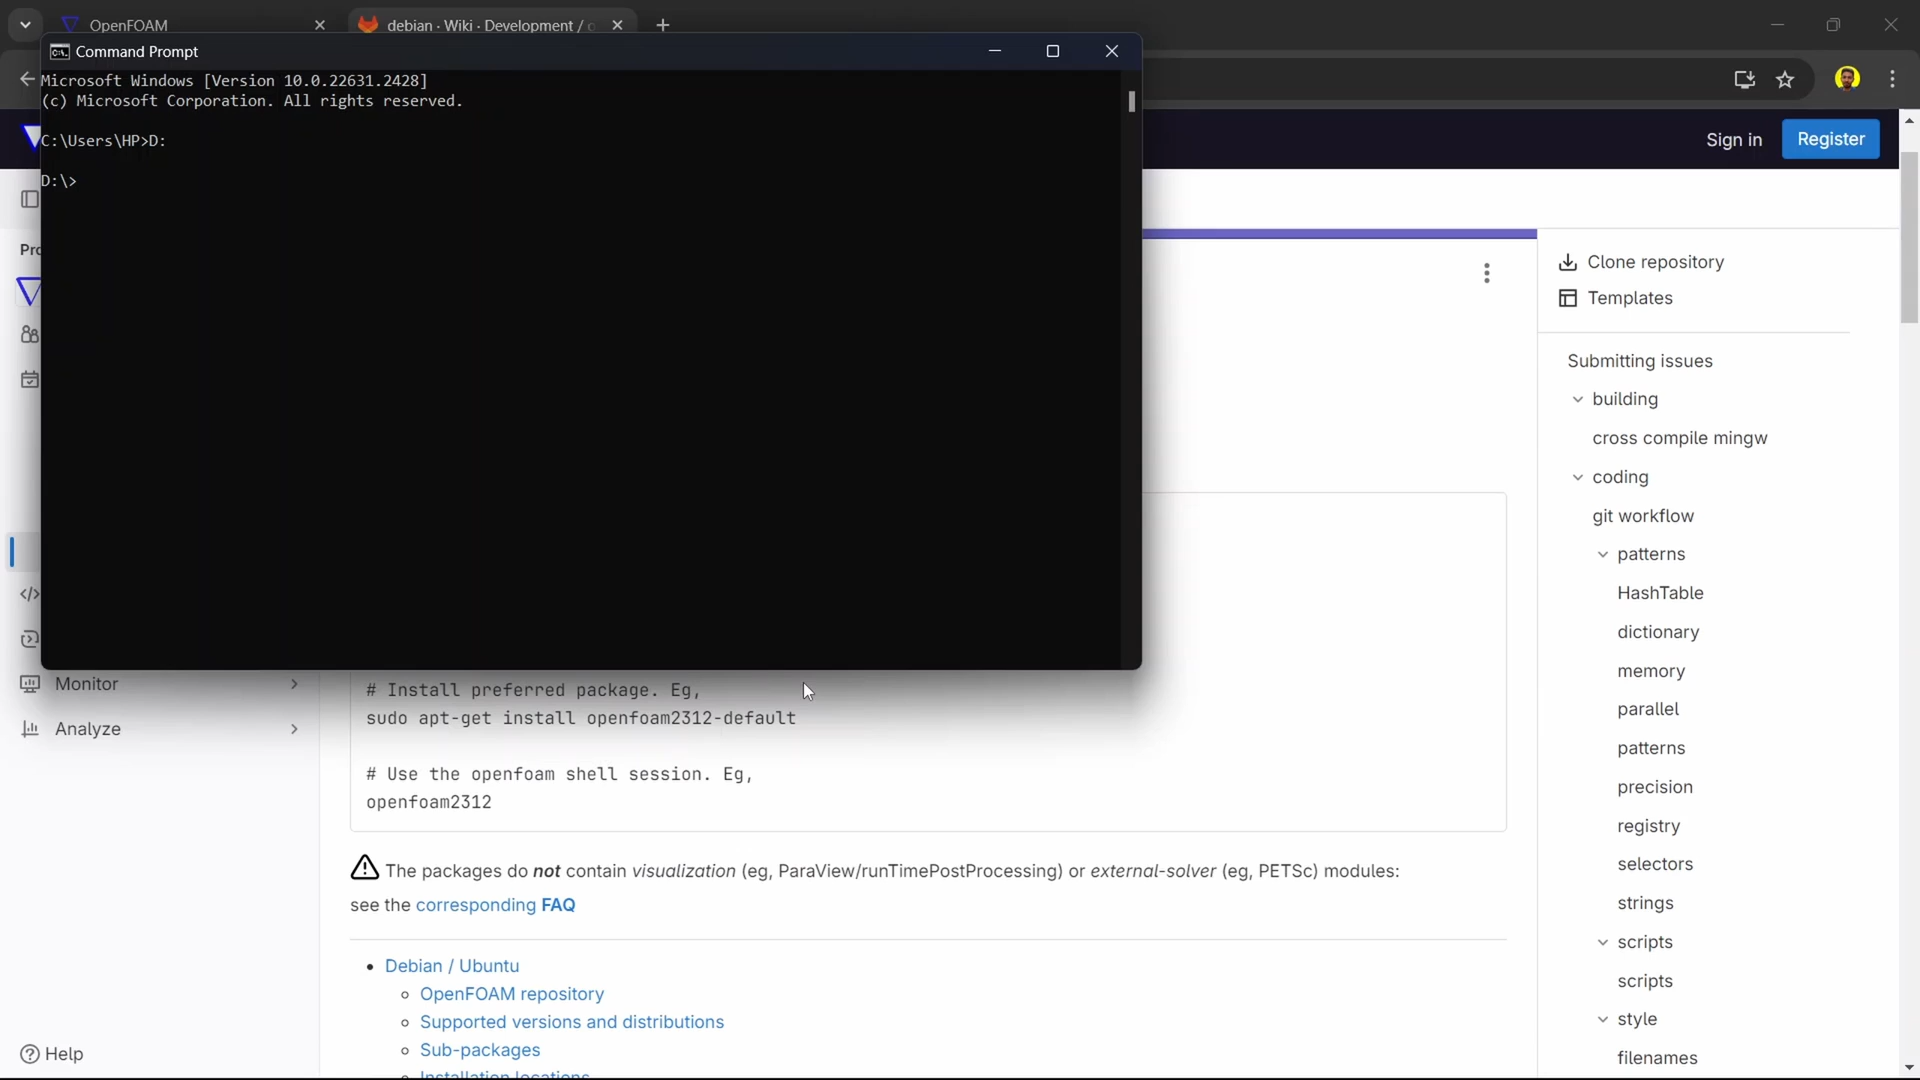 OpenFOAM
debian · Wiki · Development /
Command Prompt
Microsoft Windows [Version 10.0.22631.2428]
(c) Microsoft Corporation. All rights reserved.
C:\Users\HP>D:
D:\>
Sign in
Register
Clone repository
Templates
Submitting issues
building
cross compile mingw
coding
git workflow
patterns
HashTable
dictionary
memory
parallel
patterns
precision
registry
selectors
strings
scripts
scripts
style
filenames
Monitor
Analyze
Help
# Install preferred package. Eg,
sudo apt-get install openfoam2312-default
# Use the openfoam shell session. Eg,
openfoam2312
The packages do not contain visualization (eg, ParaView/runTimePostProcessing) or external-solver (eg, PETSc) modules:
see the corresponding FAQ
Debian / Ubuntu
OpenFOAM repository
Supported versions and distributions
Sub-packages
Installation locations